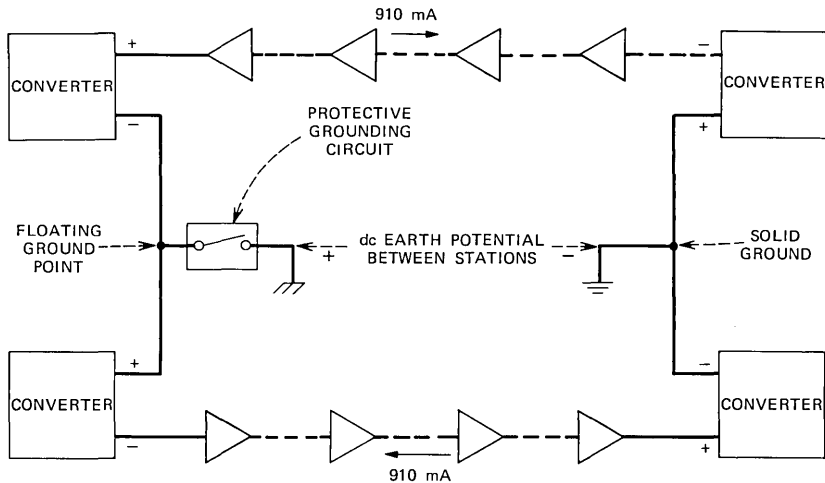 910 mA
+
−
CONVERTER
CONVERTER
−
+
PROTECTIVE
GROUNDING
CIRCUIT
FLOATING
GROUND
POINT
+
dc EARTH POTENTIAL
BETWEEN STATIONS
−
SOLID
GROUND
+
−
CONVERTER
CONVERTER
−
+
910 mA